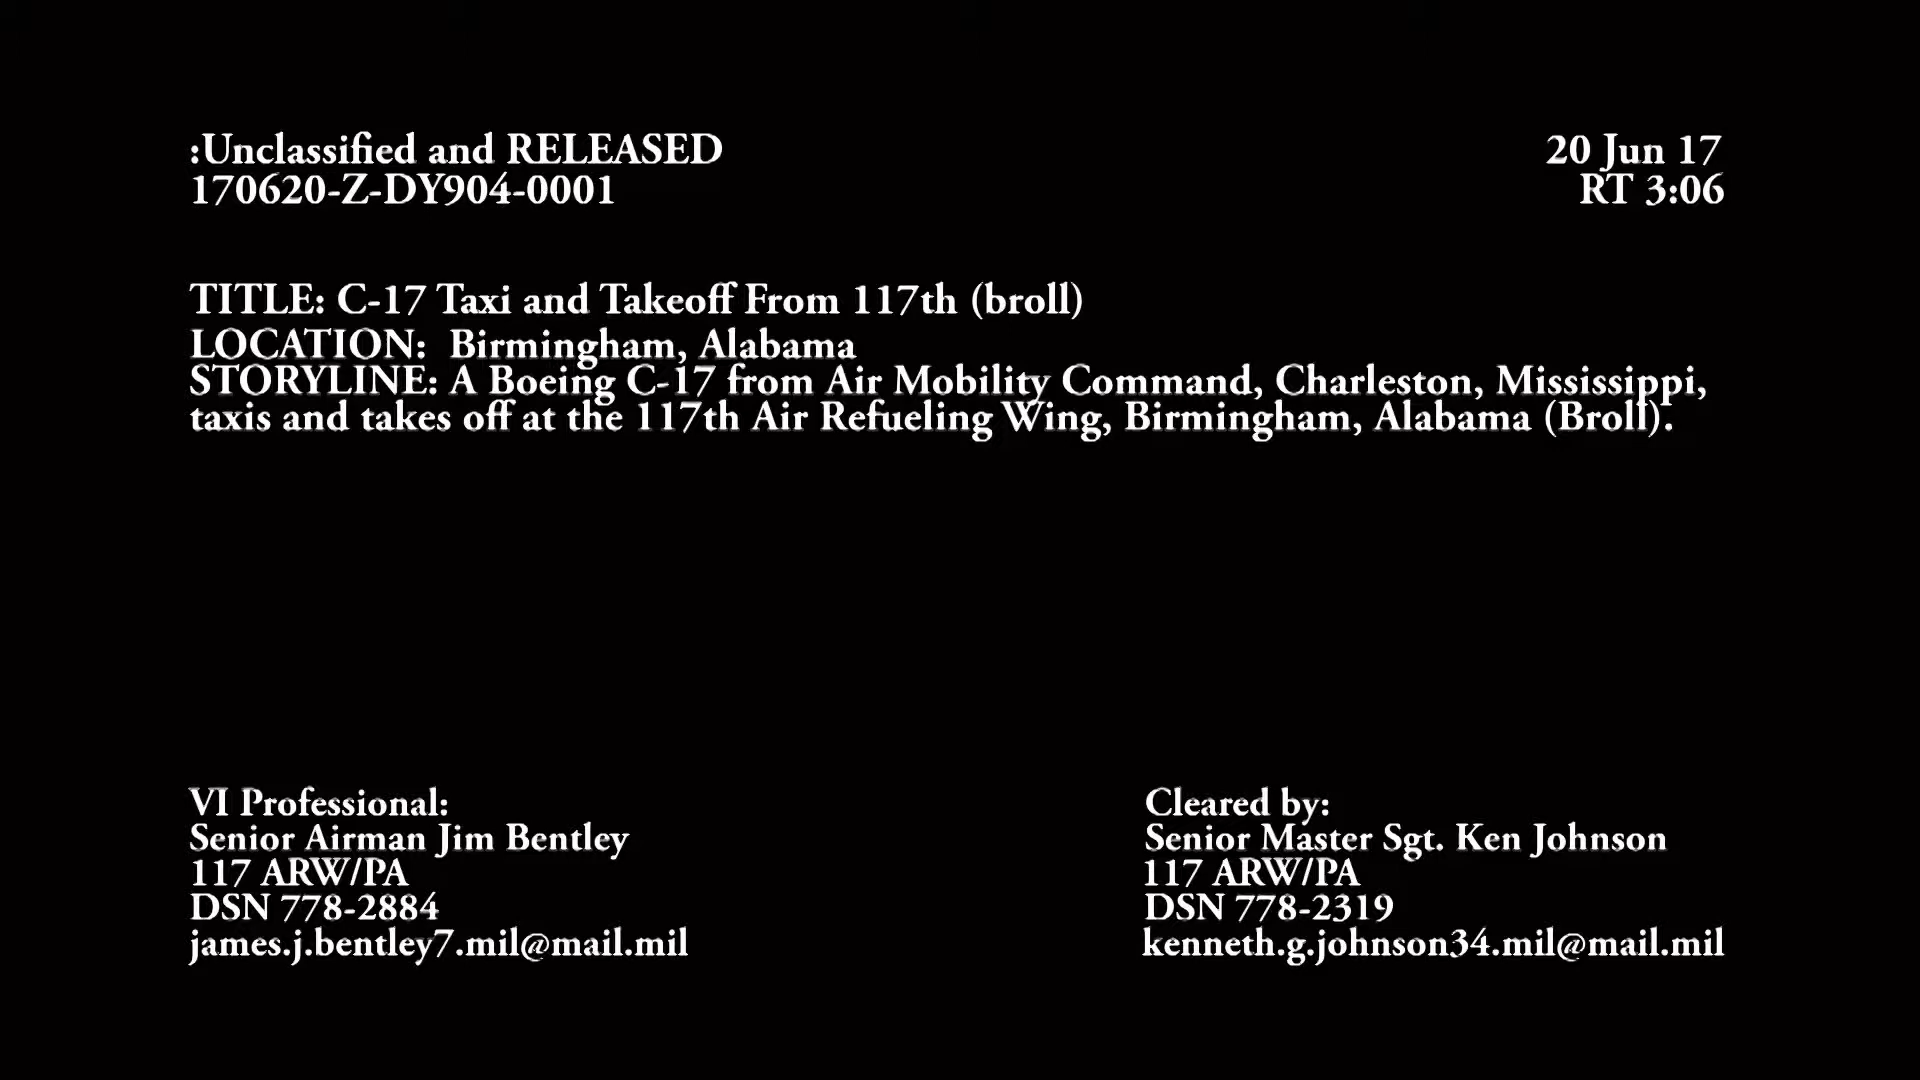 :Unclassified and RELEASED
170620-Z-DY904-0001
20 Jun 17
RT 3:06
TITLE: C-17 Taxi and Takeoff From 117th (broll)
LOCATION: Birmingham, Alabama
STORYLINE: A Boeing C-17 from Air Mobility Command, Charleston, Mississippi,
taxis and takes off at the 117th Air Refueling Wing, Birmingham, Alabama (Broll).
VI Professional:
Senior Airman Jim Bentley
117 ARW/PA
DSN 778-2884
james.j.bentley7.mil@mail.mil
Cleared by:
Senior Master Sgt. Ken Johnson
117 ARW/PA
DSN 778-2319
kenneth.g.johnson34.mil@mail.mil